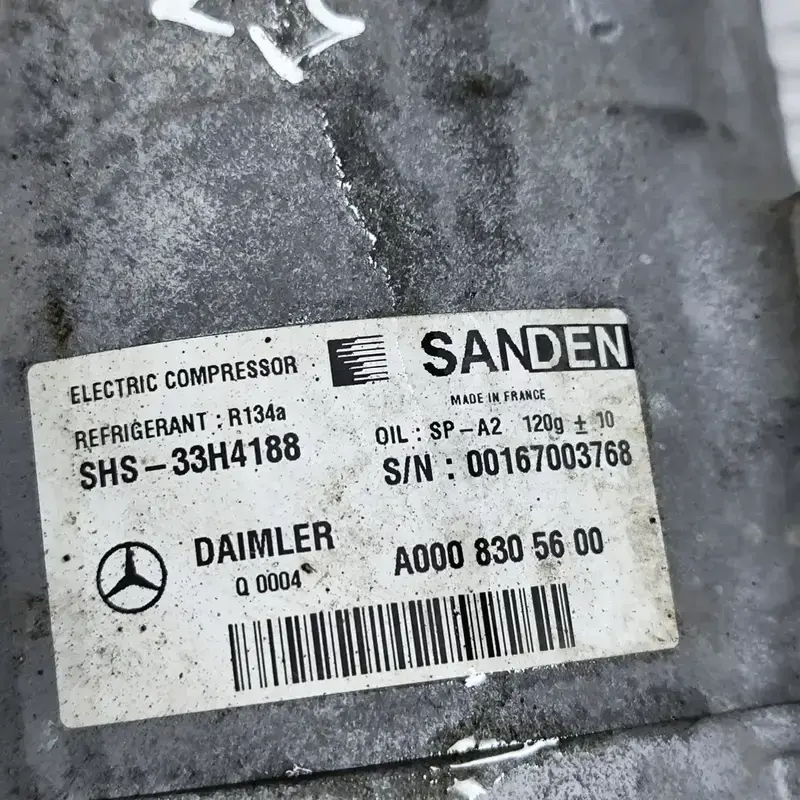 SANDEN
ELECTRIC COMPRESSOR
MADE IN FRANCE
REFRIGERANT : R134a
OIL : SP-A2 120g ± 10
SHS-33H4188
S/N : 00167003768
DAIMLER
A000 830 56 00
Q 0004